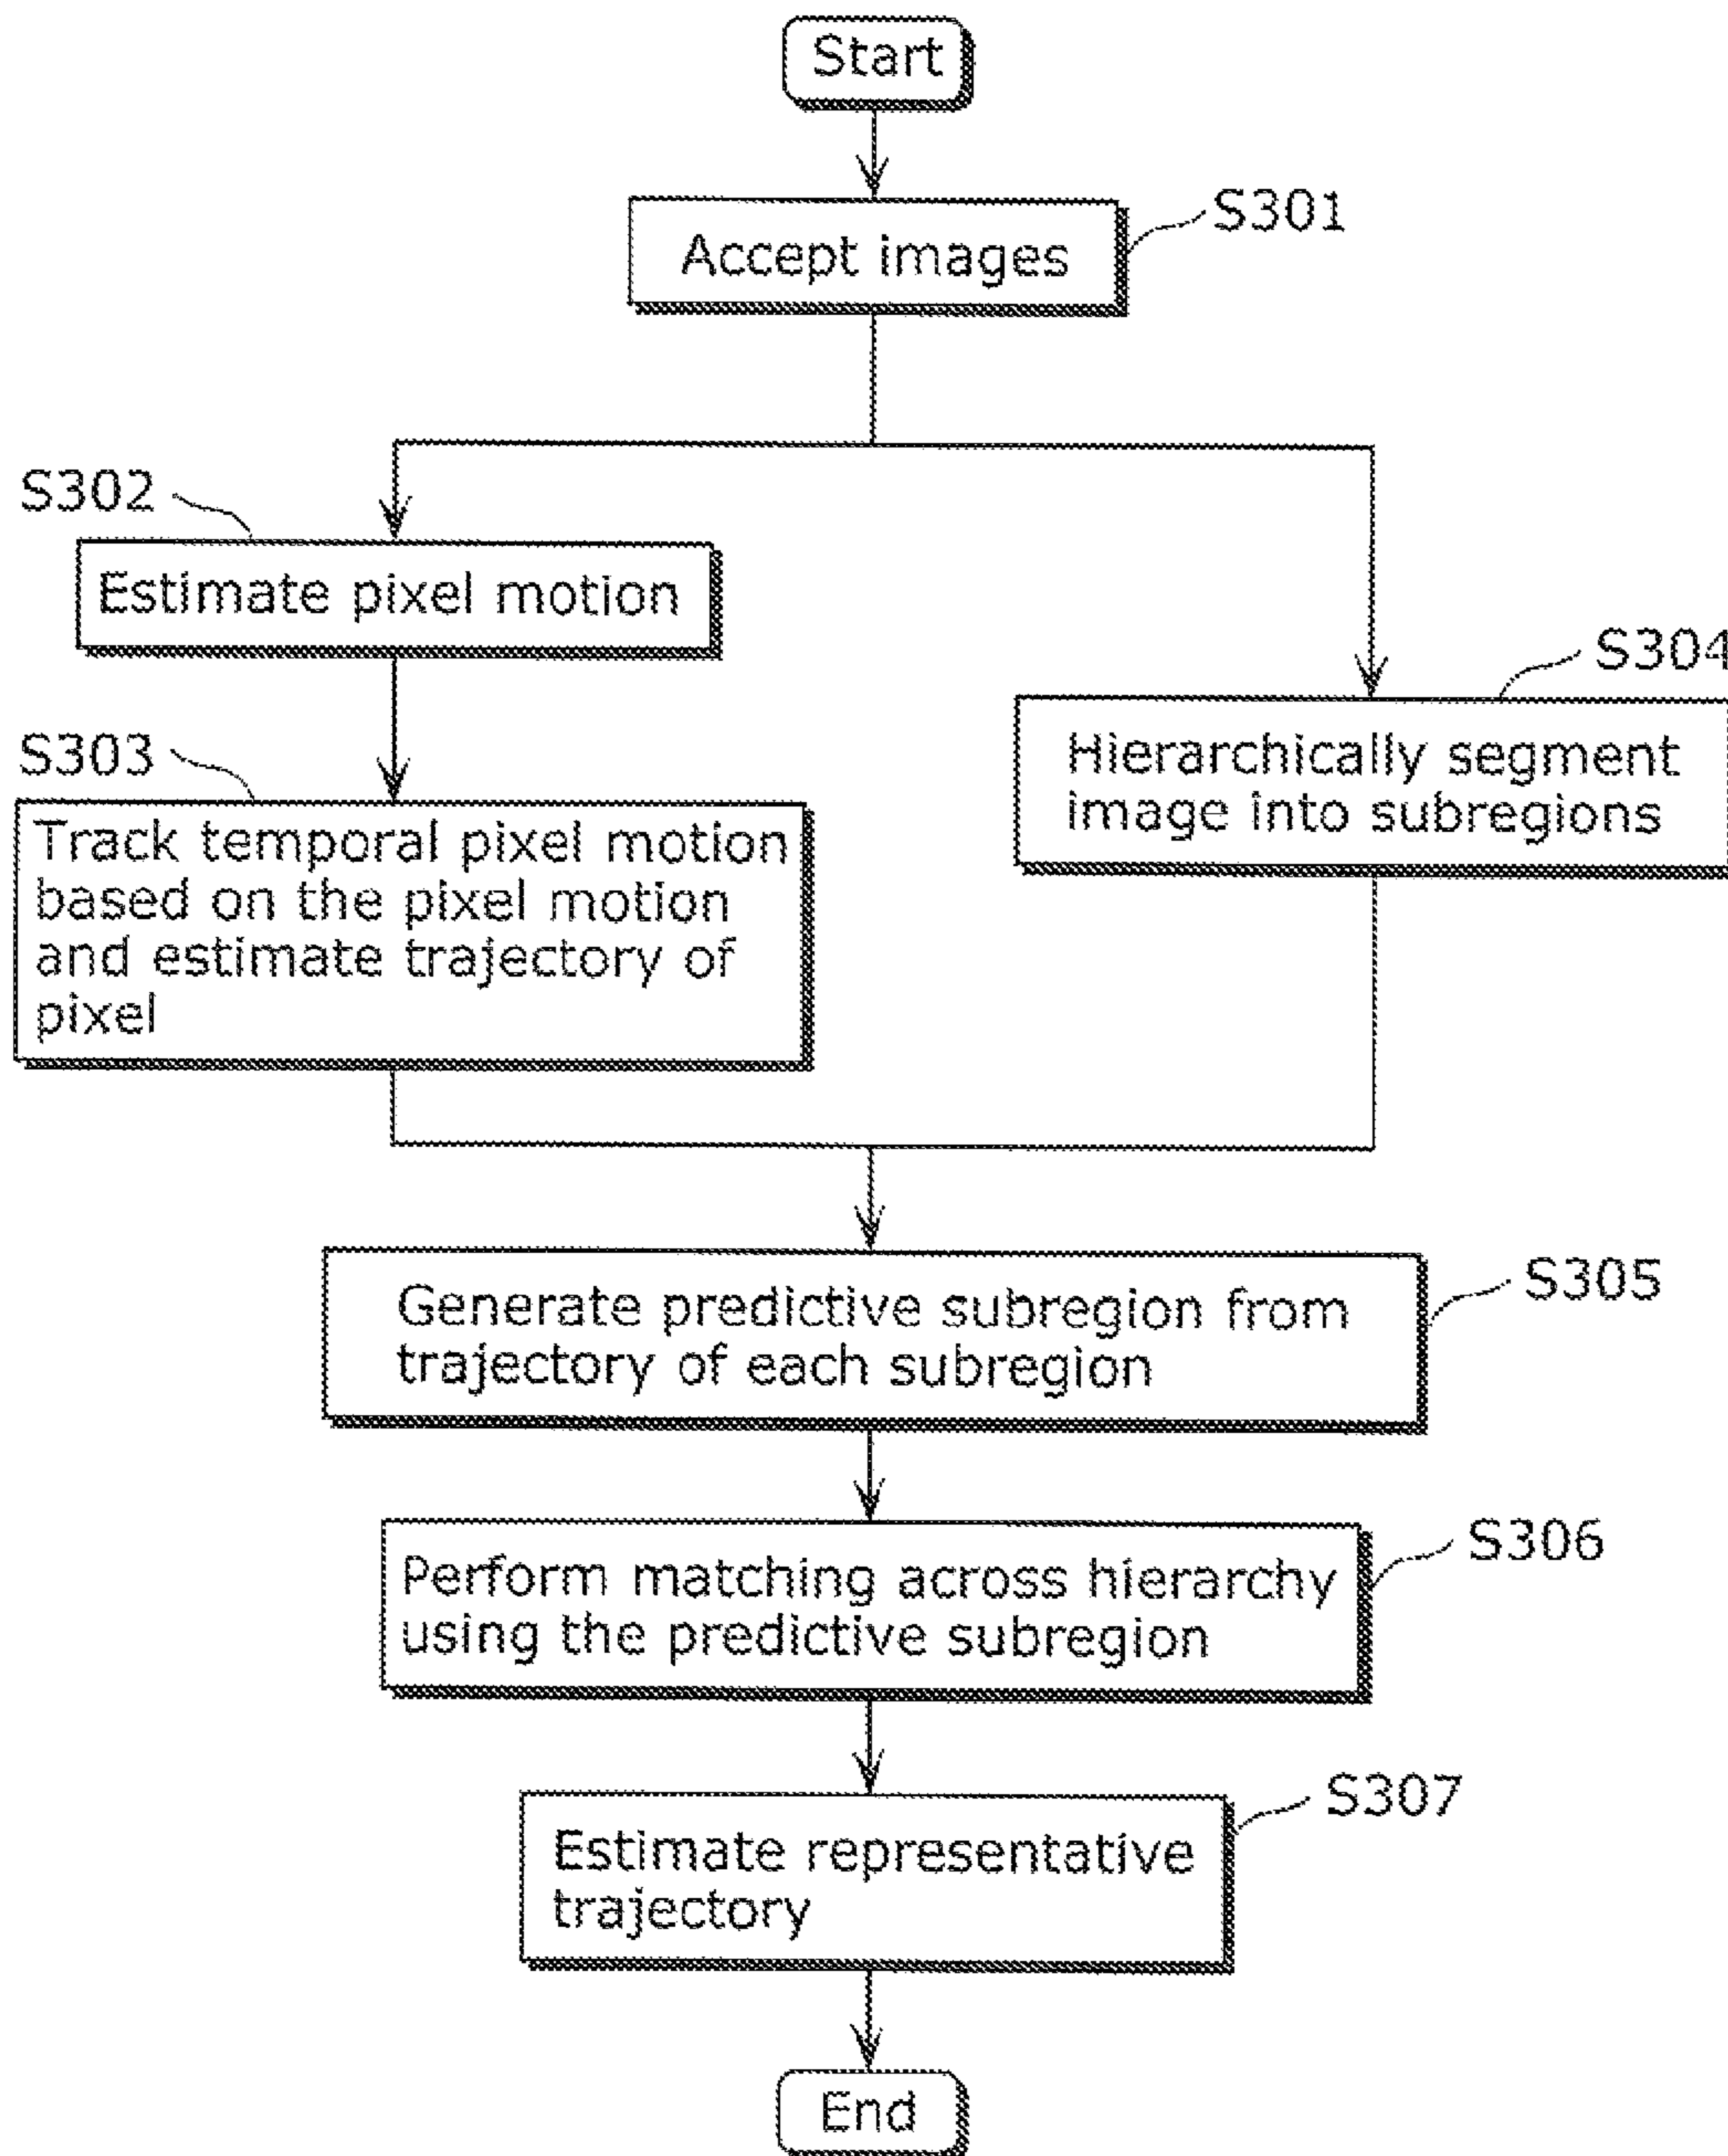 Start
S301
Accept images
S302
Estimate pixel motion
S304
Hierarchically segment
image into subregions
S303
Track temporal pixel motion
based on the pixel motion
and estimate trajectory of
pixel
S305
Generate predictive subregion from
trajectory of each subregion
S306
Perform matching across hierarchy
using the predictive subregion
S307
Estimate representative
trajectory
End